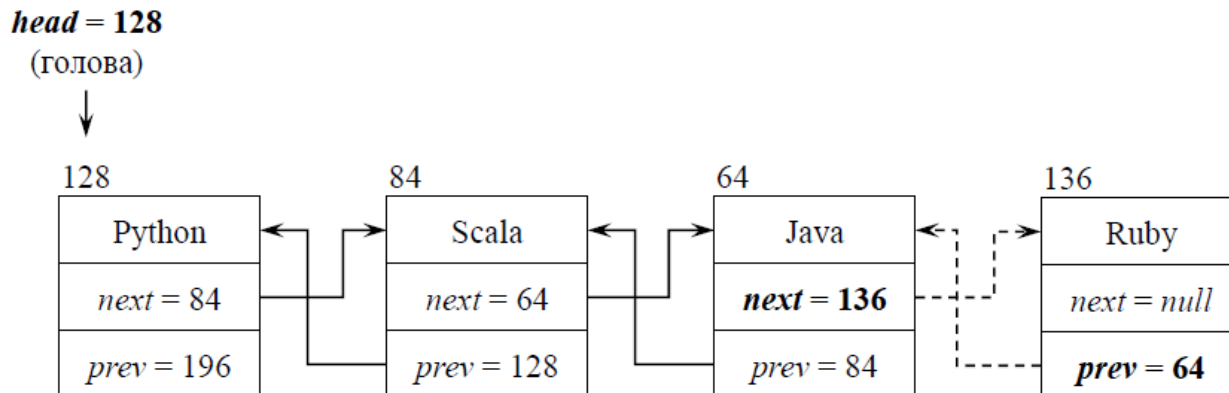 head = 128
(голова)
128 84 64 136
Python Scala Java Ruby
next = 84 next = 64 next = 136 next = null
prev = 196 prev = 128 prev = 84 prev = 64